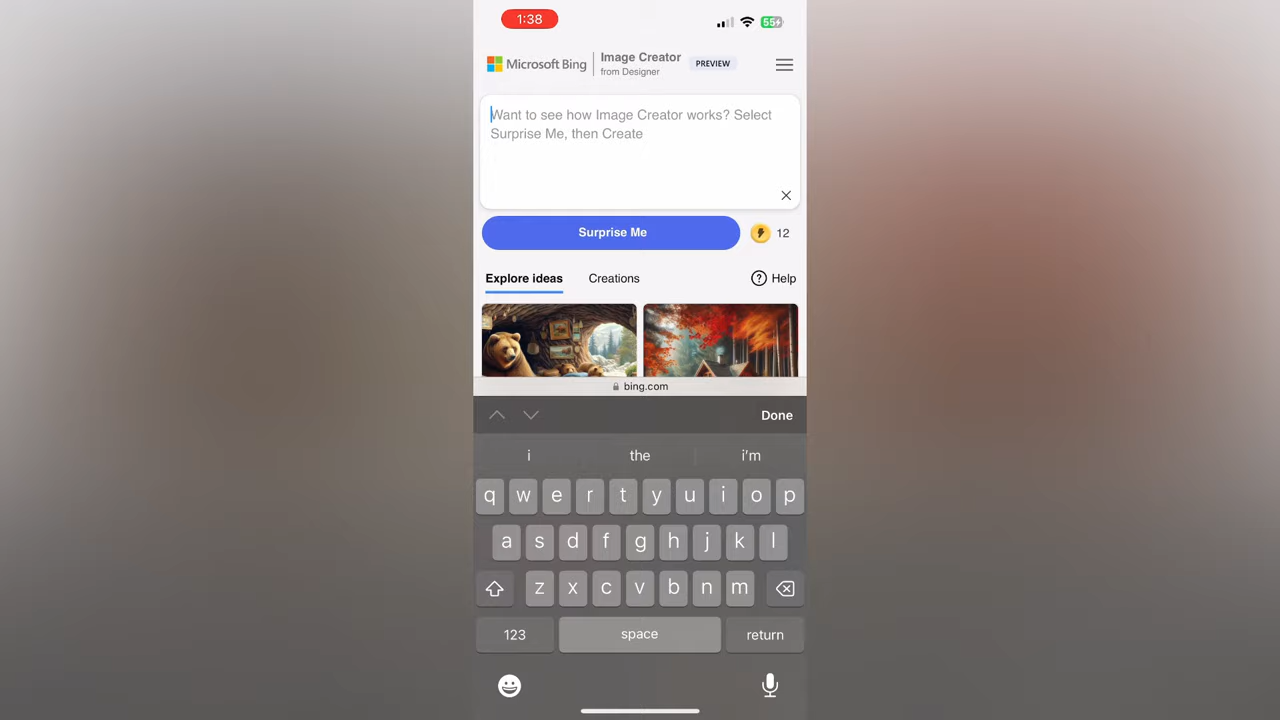 1:38
55
Microsoft Bing
Image Creator
from Designer
PREVIEW
Want to see how Image Creator works? Select
Surprise Me, then Create
Surprise Me
12
Explore ideas
Creations
Help
bing.com
Done
i the i'm
q w e r t y u i o p
a s d f g h j k l
z x c v b n m
123 space return